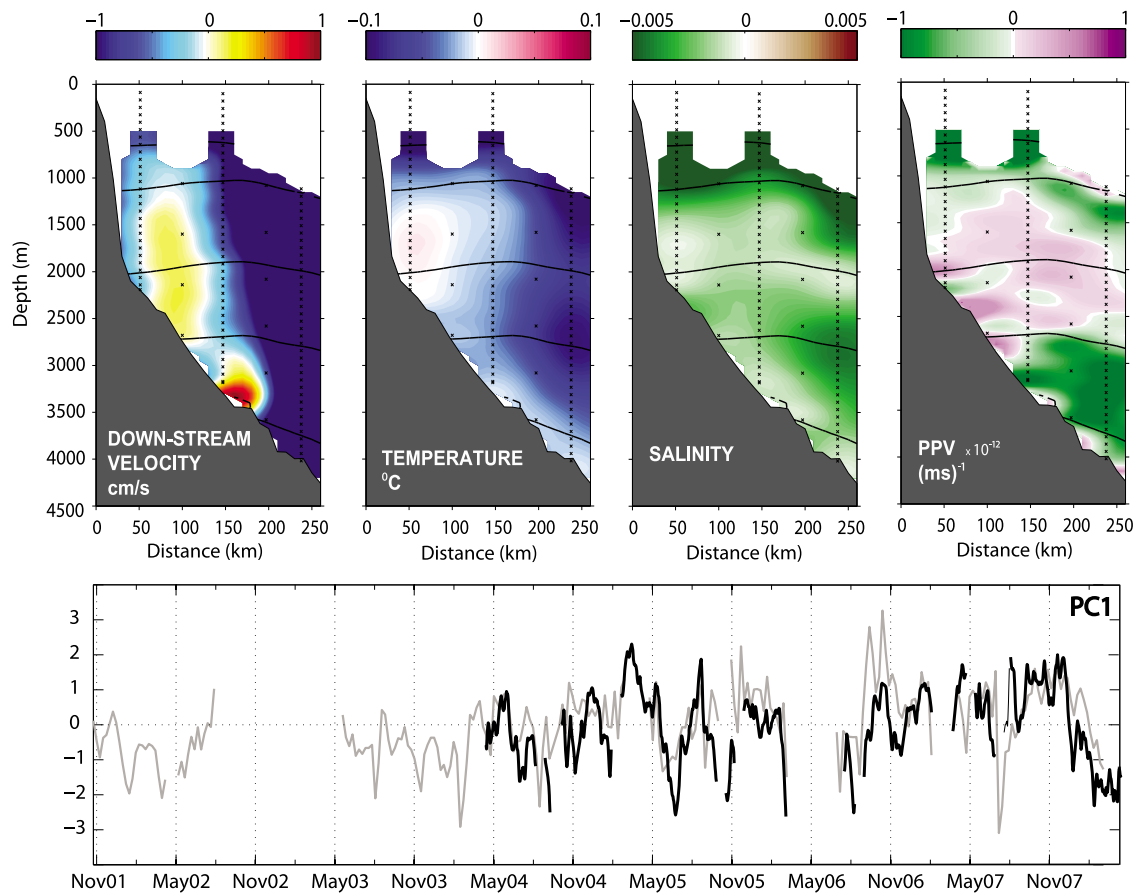 −1 0 1
−0.1 0 0.1
−0.005 0 0.005
−1 0 1
0
500
1000
1500
2000
2500
3000
3500
4000
4500
Depth (m)
DOWN-STREAM
VELOCITY
cm/s
TEMPERATURE
⁰C
SALINITY
PPV x 10⁻¹²
(ms)⁻¹
0 50 100 150 200 250
0 50 100 150 200 250
0 50 100 150 200 250
0 50 100 150 200 250
Distance (km)
Distance (km)
Distance (km)
Distance (km)
PC1
3
2
1
0
−1
−2
−3
Nov01 May02 Nov02 May03 Nov03 May04 Nov04 May05 Nov05 May06 Nov06 May07 Nov07